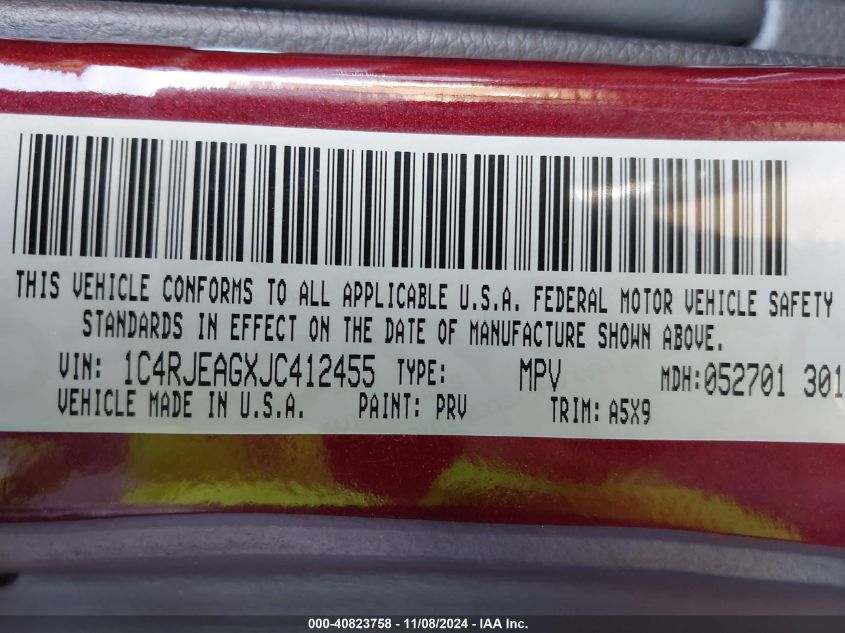 THIS VEHICLE CONFORMS TO ALL APPLICABLE U.S.A. FEDERAL MOTOR VEHICLE SAFETY
STANDARDS IN EFFECT ON THE DATE OF MANUFACTURE SHOWN ABOVE.
VIN: 1C4RJEAGXJC412455 TYPE: MPV MDH:052701 301
VEHICLE MADE IN U.S.A. PAINT: PRV TRIM: A5X9
000-40823758 - 11/08/2024 - IAA Inc.